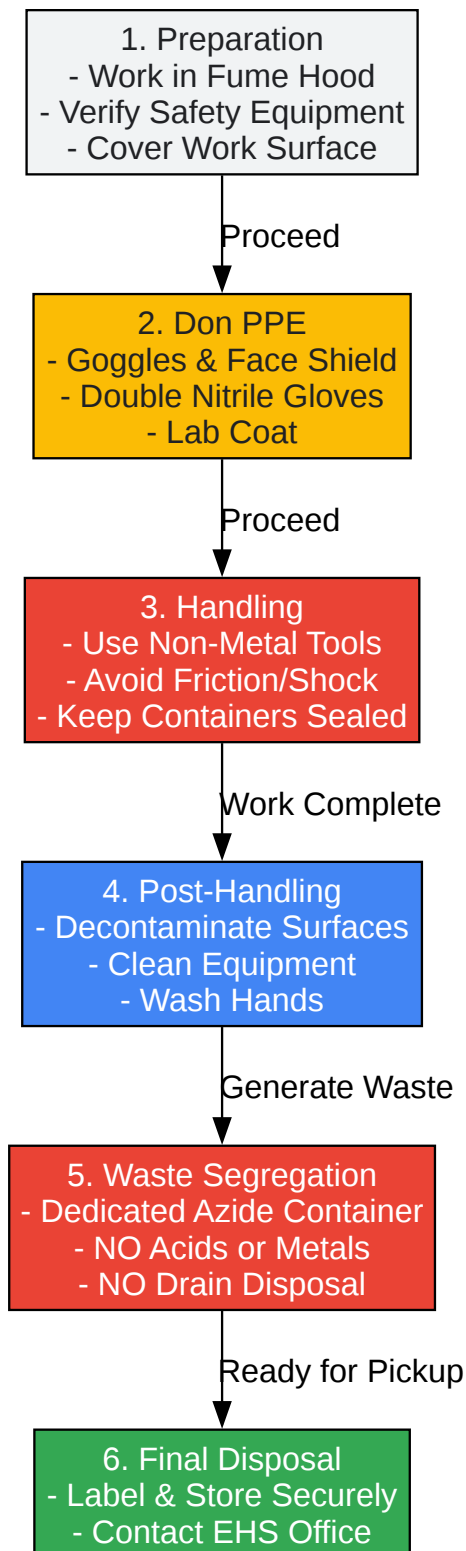 1. Preparation
- Work in Fume Hood
- Verify Safety Equipment
- Cover Work Surface
Proceed
2. Don PPE
- Goggles & Face Shield
- Double Nitrile Gloves
- Lab Coat
Proceed
3. Handling
- Use Non-Metal Tools
- Avoid Friction/Shock
- Keep Containers Sealed
Work Complete
4. Post-Handling
- Decontaminate Surfaces
- Clean Equipment
- Wash Hands
Generate Waste
5. Waste Segregation
- Dedicated Azide Container
- NO Acids or Metals
- NO Drain Disposal
Ready for Pickup
6. Final Disposal
- Label & Store Securely
- Contact EHS Office